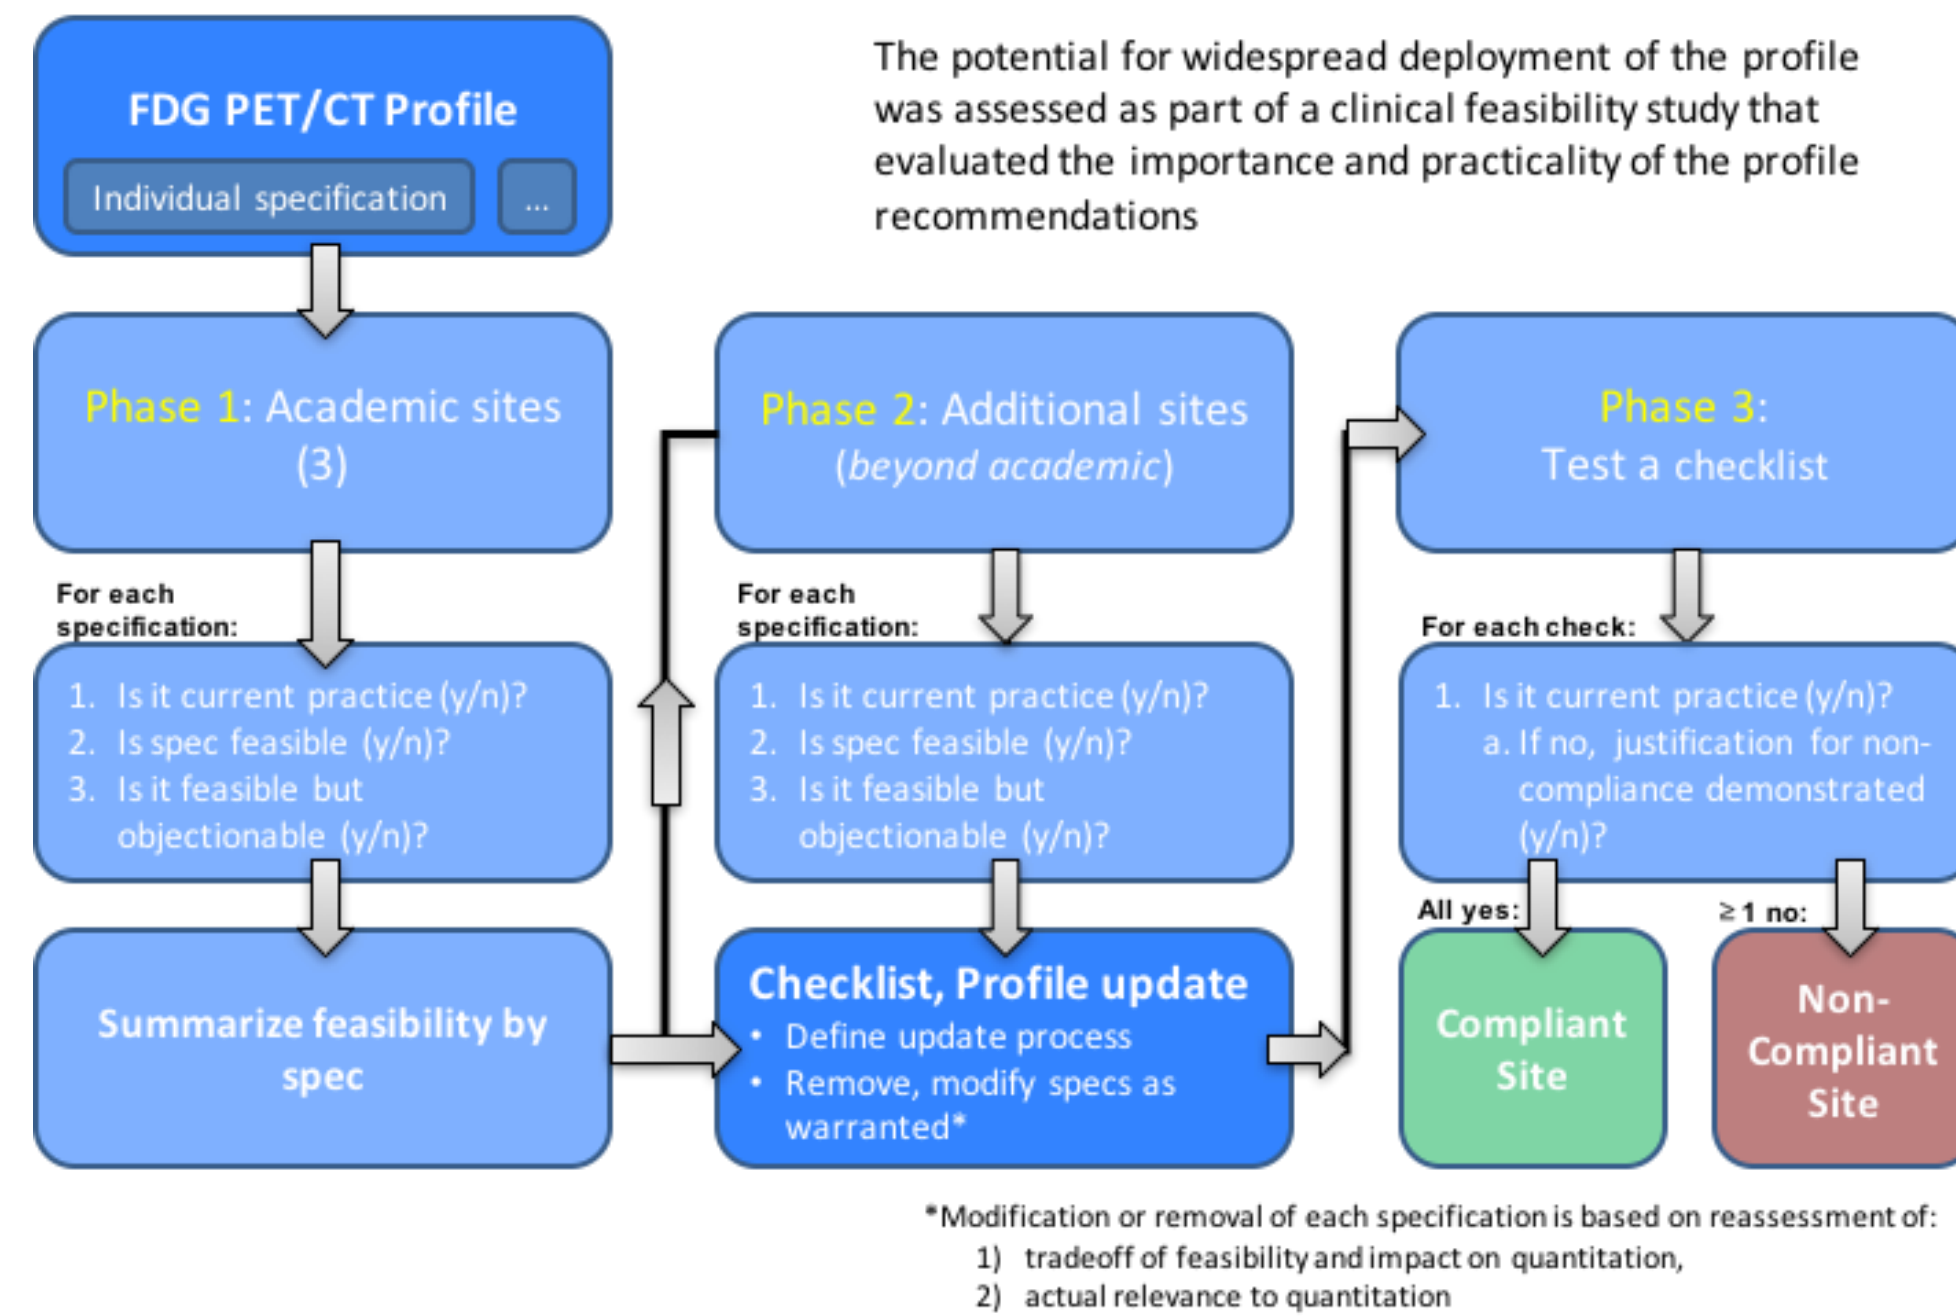 FDG PET/CT Profile
Individual specification
...
The potential for widespread deployment of the profile
was assessed as part of a clinical feasibility study that
evaluated the importance and practicality of the profile
recommendations
Phase 1: Academic sites
(3)
For each
specification:
1. Is it current practice (y/n)?
2. Is spec feasible (y/n)?
3. Is it feasible but
objectionable (y/n)?
Summarize feasibility by
spec
Phase 2: Additional sites
(beyond academic)
For each
specification:
1. Is it current practice (y/n)?
2. Is spec feasible (y/n)?
3. Is it feasible but
objectionable (y/n)?
Checklist, Profile update
• Define update process
• Remove, modify specs as
warranted*
Phase 3:
Test a checklist
For each check:
1. Is it current practice (y/n)?
a. If no, justification for non-
compliance demonstrated
(y/n)?
All yes:
≥ 1 no:
Compliant
Site
Non-
Compliant
Site
*Modification or removal of each specification is based on reassessment of:
1) tradeoff of feasibility and impact on quantitation,
2) actual relevance to quantitation